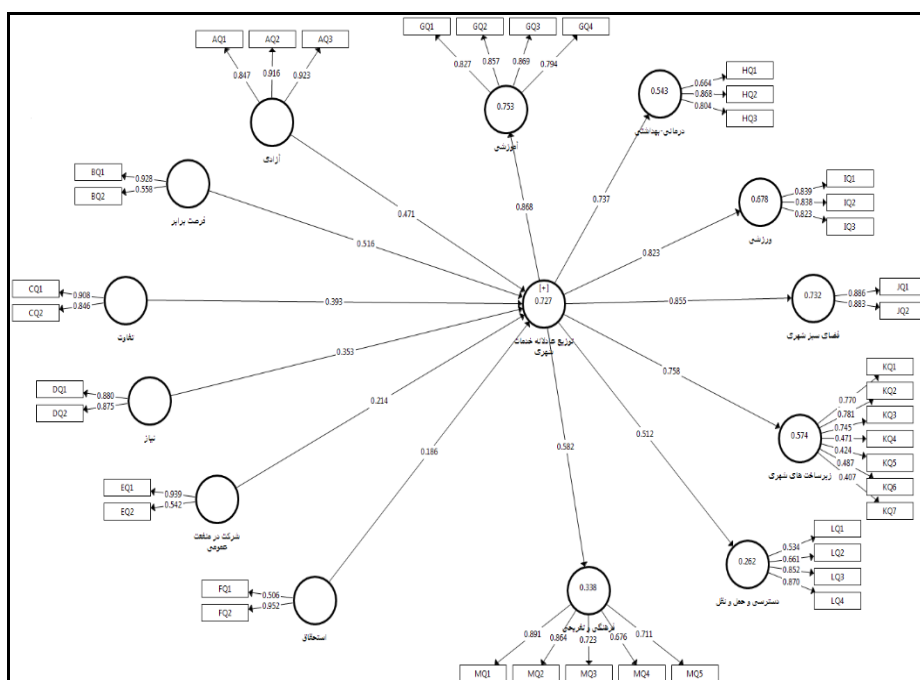 AQ1
AQ2
AQ3
0.847
0.916
0.923
آزادی
GQ1
GQ2
GQ3
GQ4
0.827
0.857
0.869
0.794
0.753
آموزشی
HQ1
HQ2
HQ3
0.664
0.868
0.804
0.543
درمانی-بهداشتی
BQ1
BQ2
0.928
0.558
فرصت برابر
IQ1
IQ2
IQ3
0.839
0.838
0.823
0.678
ورزشی
0.471
0.868
0.737
0.516
0.823
CQ1
CQ2
0.908
0.846
تفاوت
0.393
[+]
0.727
توزیع عادلانه خدمات
شهری
0.855
0.732
فضای سبز شهری
0.886
0.883
JQ1
JQ2
DQ1
DQ2
0.880
0.875
نیاز
0.353
0.758
0.574
زیرساخت های شهری
0.770
0.781
0.745
0.471
0.424
0.487
0.407
KQ1
KQ2
KQ3
KQ4
KQ5
KQ6
KQ7
EQ1
EQ2
0.939
0.542
شرکت در منفعت
عمومی
0.214
0.186
0.582
0.512
FQ1
FQ2
0.506
0.952
استحقاق
0.262
دسترسی و حمل و نقل
0.534
0.661
0.852
0.870
LQ1
LQ2
LQ3
LQ4
0.338
فرهنگی و تفریحی
0.891
0.864
0.723
0.676
0.711
MQ1
MQ2
MQ3
MQ4
MQ5